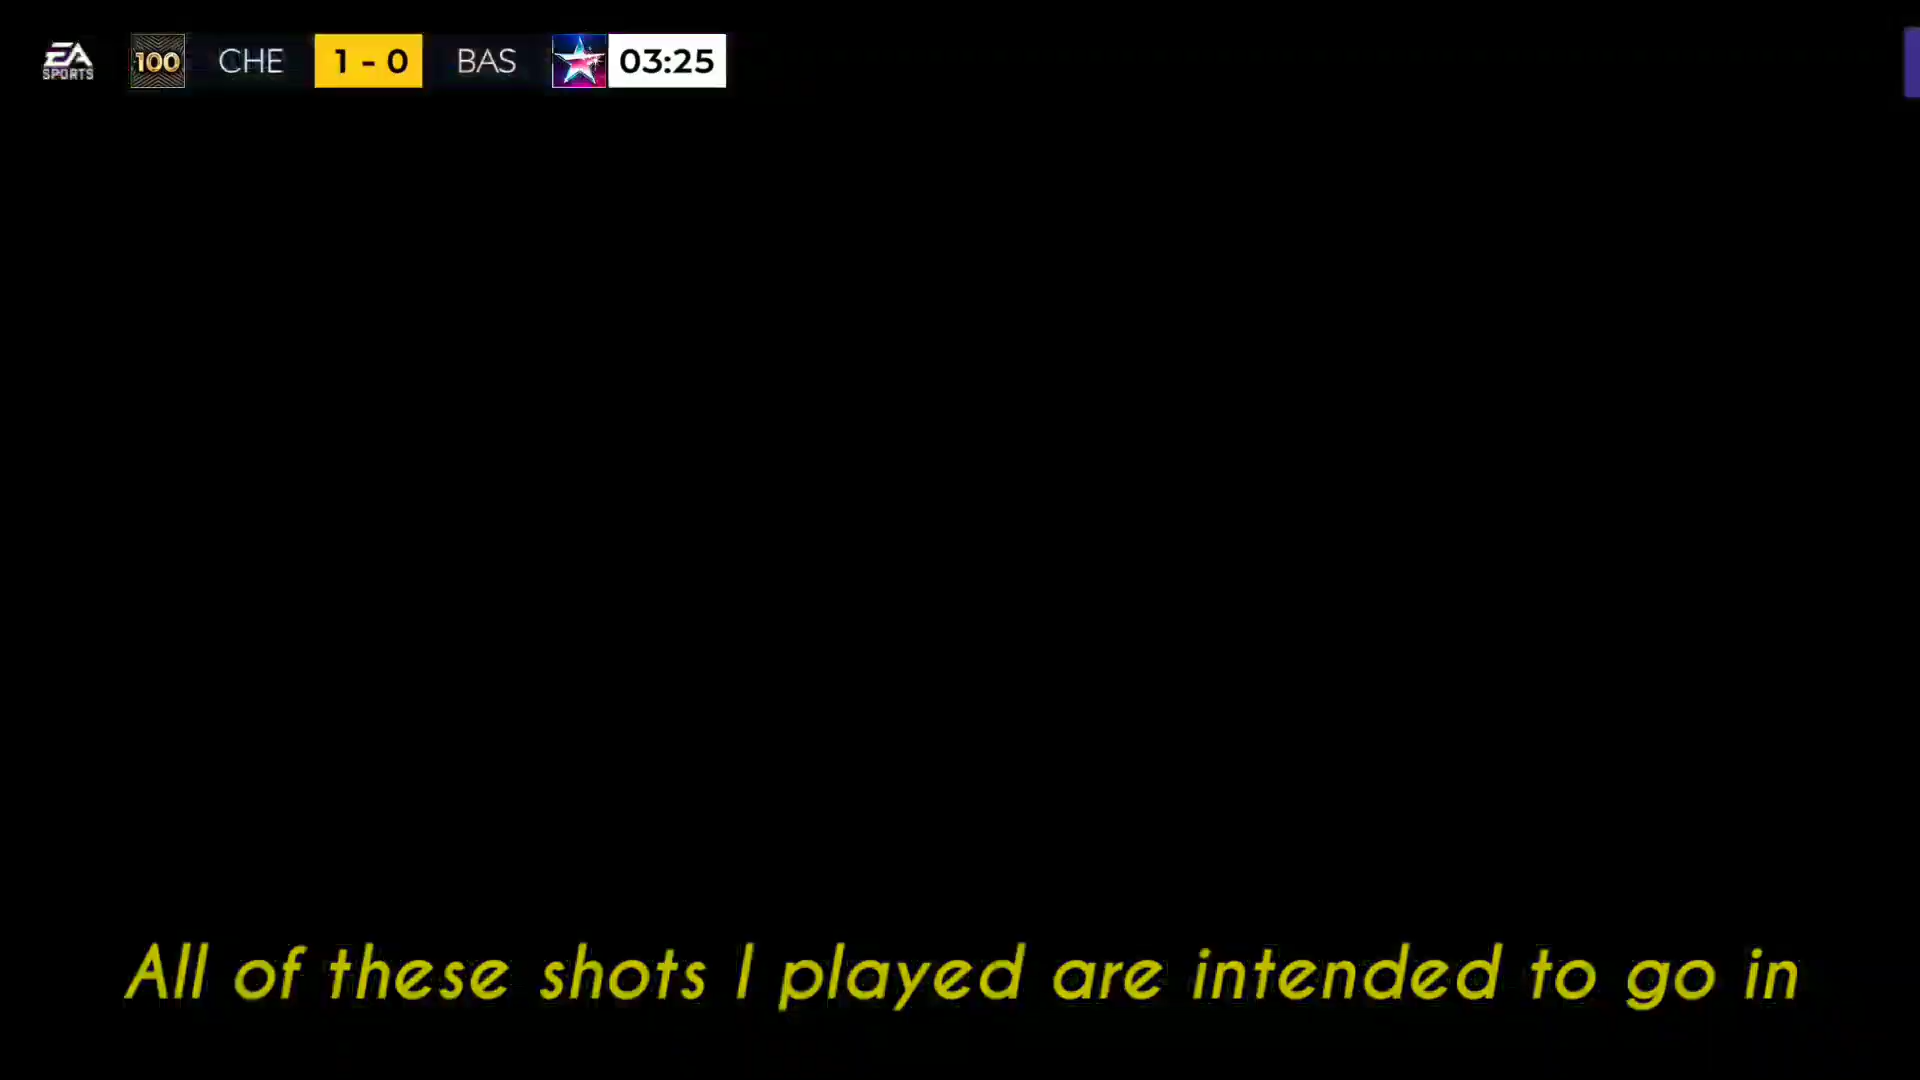 EA SPORTS 100 CHE 1 - 0 BAS 03:25
All of these shots I played are intended to go in